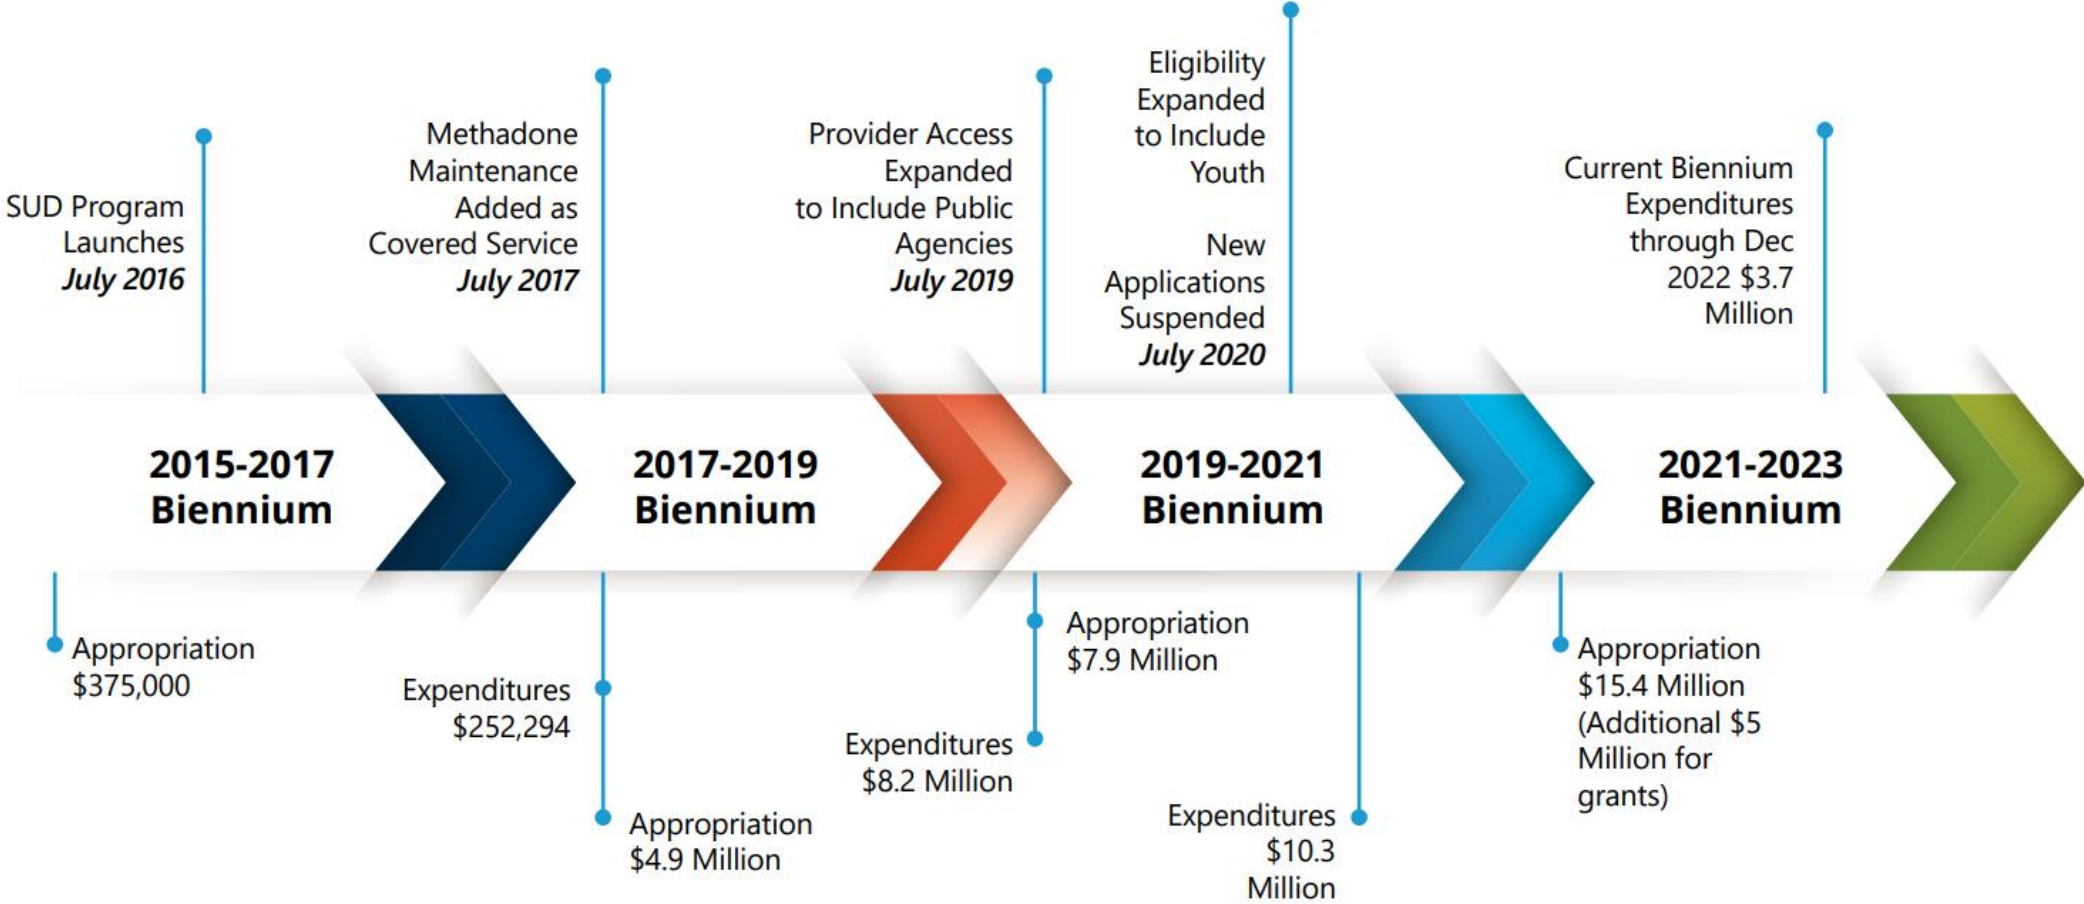 SUD Program
Launches
July 2016
Methadone
Maintenance
Added as
Covered Service
July 2017
Provider Access
Expanded
to Include Public
Agencies
July 2019
Eligibility
Expanded
to Include
Youth
New
Applications
Suspended
July 2020
Current Biennium
Expenditures
through Dec
2022 $3.7
Million
2015-2017
Biennium
2017-2019
Biennium
2019-2021
Biennium
2021-2023
Biennium
Appropriation
$375,000
Expenditures
$252,294
Appropriation
$4.9 Million
Expenditures
$8.2 Million
Appropriation
$7.9 Million
Expenditures
$10.3
Million
Appropriation
$15.4 Million
(Additional $5
Million for
grants)